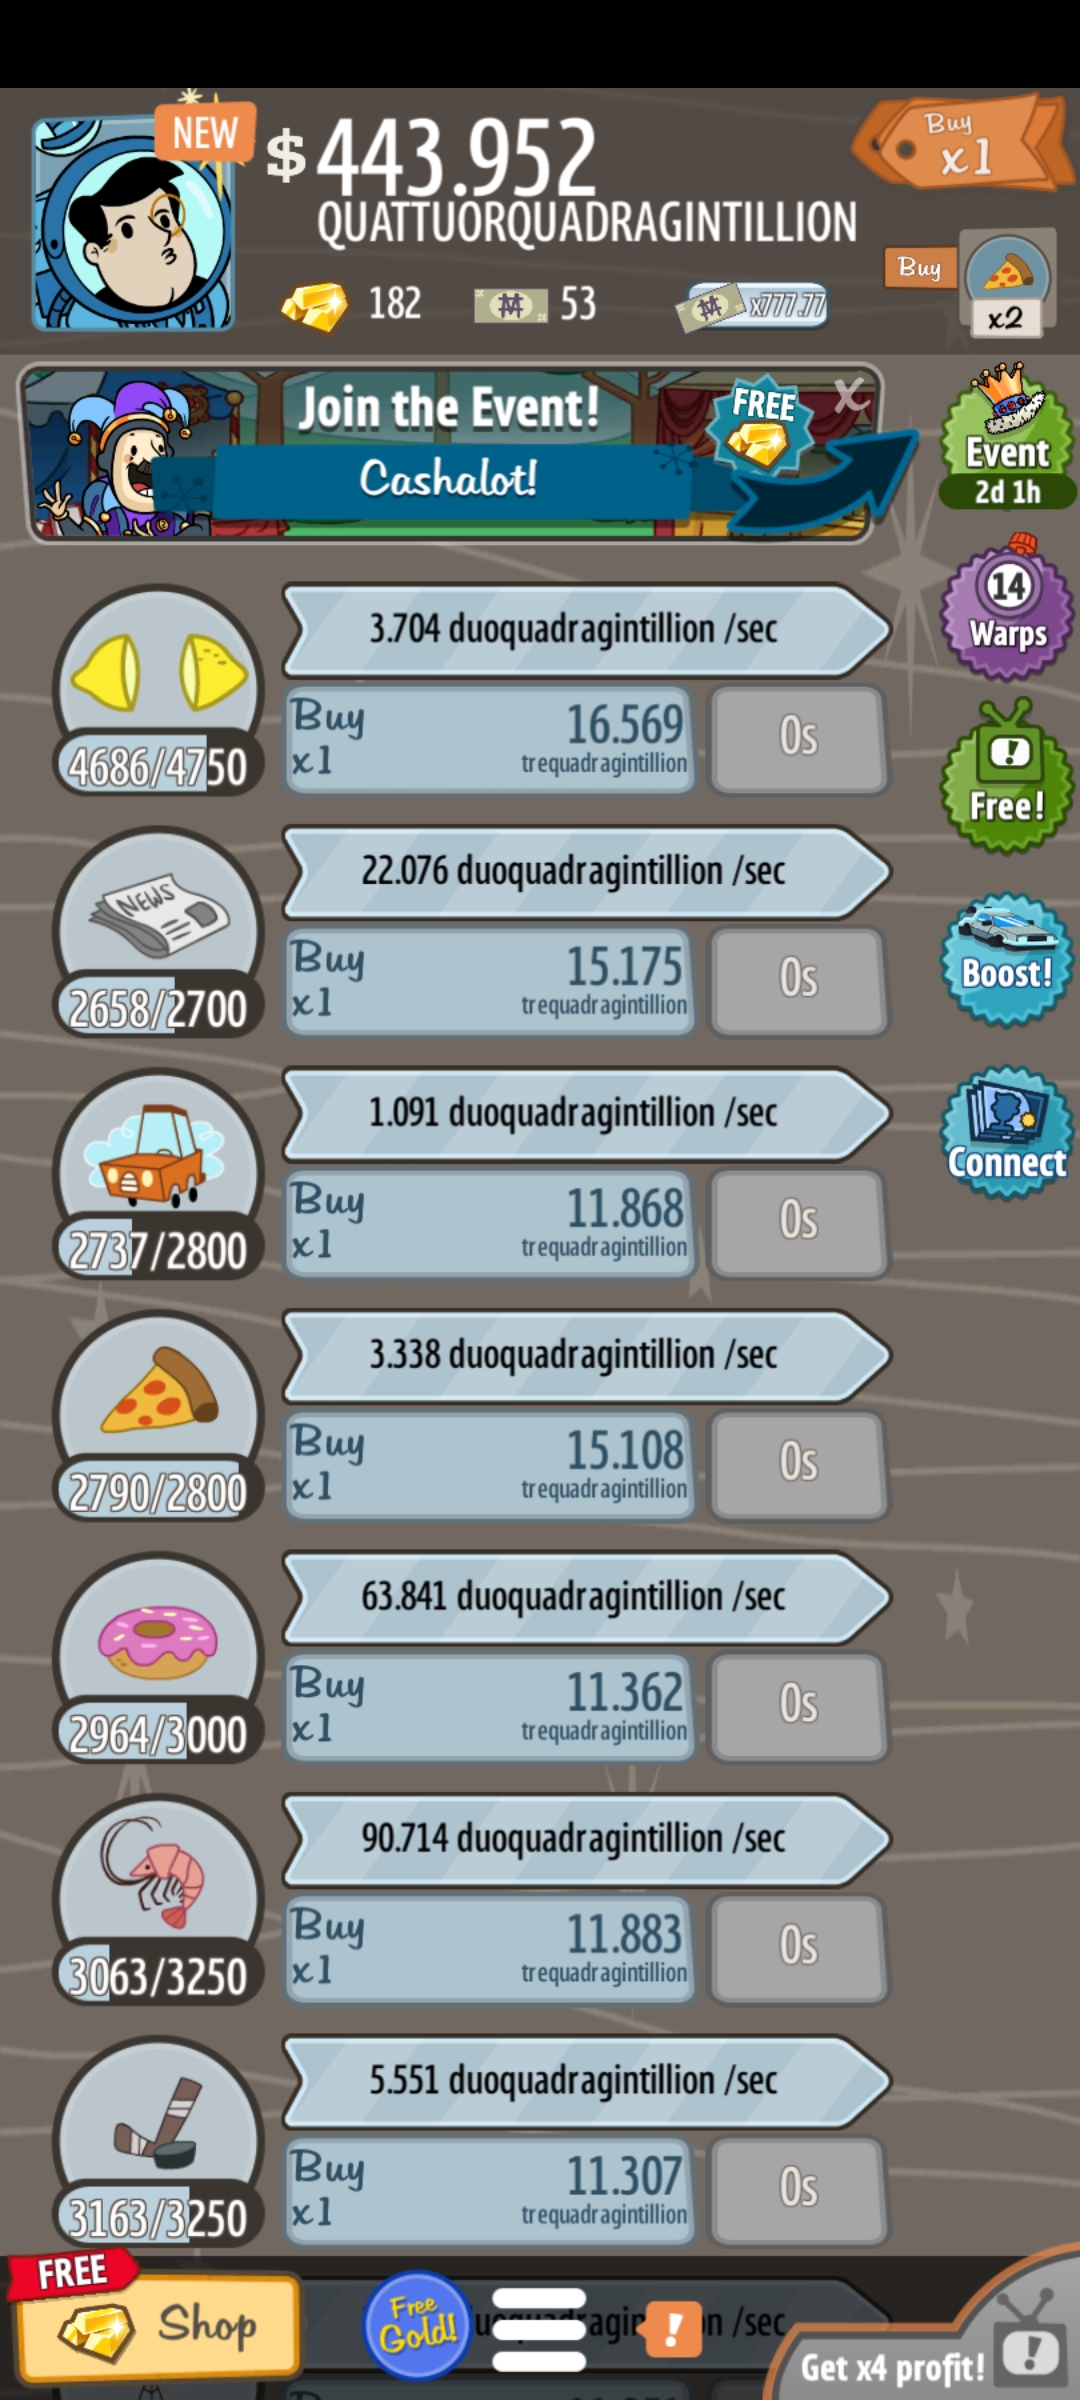 NEW
$ 443.952
QUATTUORQUADRAGINTILLION
Buy
x1
182
53
x777.77
Buy
x2
Join the Event!
FREE
X
Cashalot!
Event
2d 1h
3.704 duoquadragintillion /sec
14
Warps
4686/4750
Buy
x1
16.569
trequadragintillion
0s
!
Free!
22.076 duoquadragintillion /sec
NEWS
2658/2700
Buy
x1
15.175
trequadragintillion
0s
Boost!
1.091 duoquadragintillion /sec
Connect
2737/2800
Buy
x1
11.868
trequadragintillion
0s
3.338 duoquadragintillion /sec
2790/2800
Buy
x1
15.108
trequadragintillion
0s
63.841 duoquadragintillion /sec
2964/3000
Buy
x1
11.362
trequadragintillion
0s
90.714 duoquadragintillion /sec
3063/3250
Buy
x1
11.883
trequadragintillion
0s
5.551 duoquadragintillion /sec
3163/3250
Buy
x1
11.307
trequadragintillion
0s
FREE
Shop
Free
Gold!
/sec
!
Get x4 profit!
!